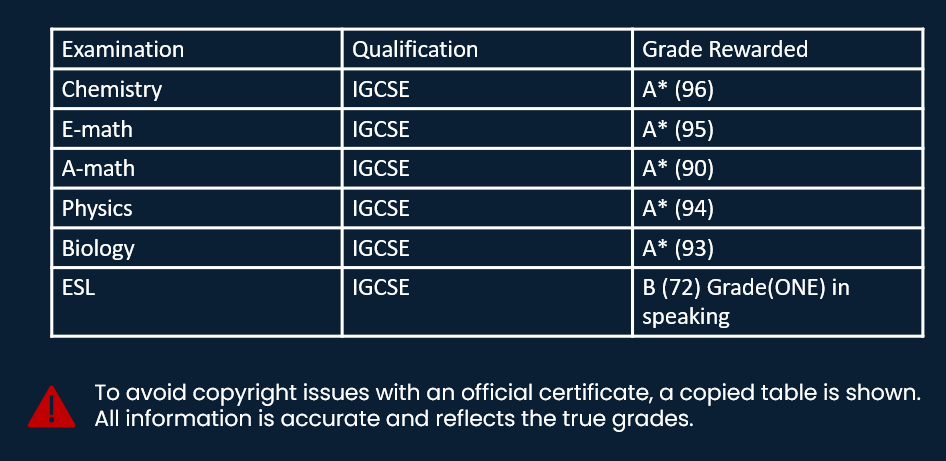 Examination Qualification Grade Rewarded
Chemistry IGCSE A* (96)
E-math IGCSE A* (95)
A-math IGCSE A* (90)
Physics IGCSE A* (94)
Biology IGCSE A* (93)
ESL IGCSE B (72) Grade(ONE) in
speaking
To avoid copyright issues with an official certificate, a copied table is shown.
All information is accurate and reflects the true grades.